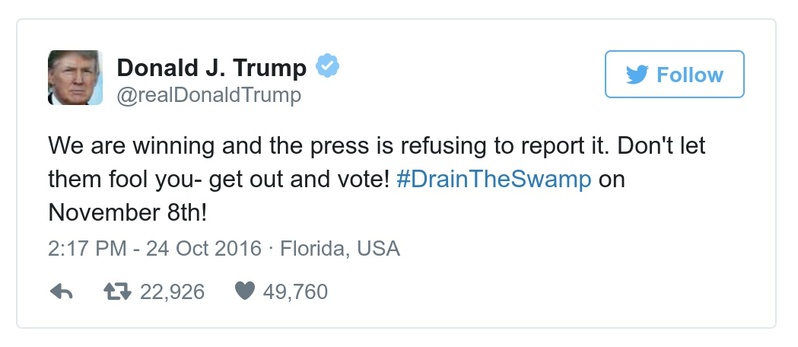 Donald J. Trump
@realDonaldTrump
Follow
We are winning and the press is refusing to report it. Don't let
them fool you- get out and vote! #DrainTheSwamp on
November 8th!
2:17 PM - 24 Oct 2016 · Florida, USA
22,926 49,760